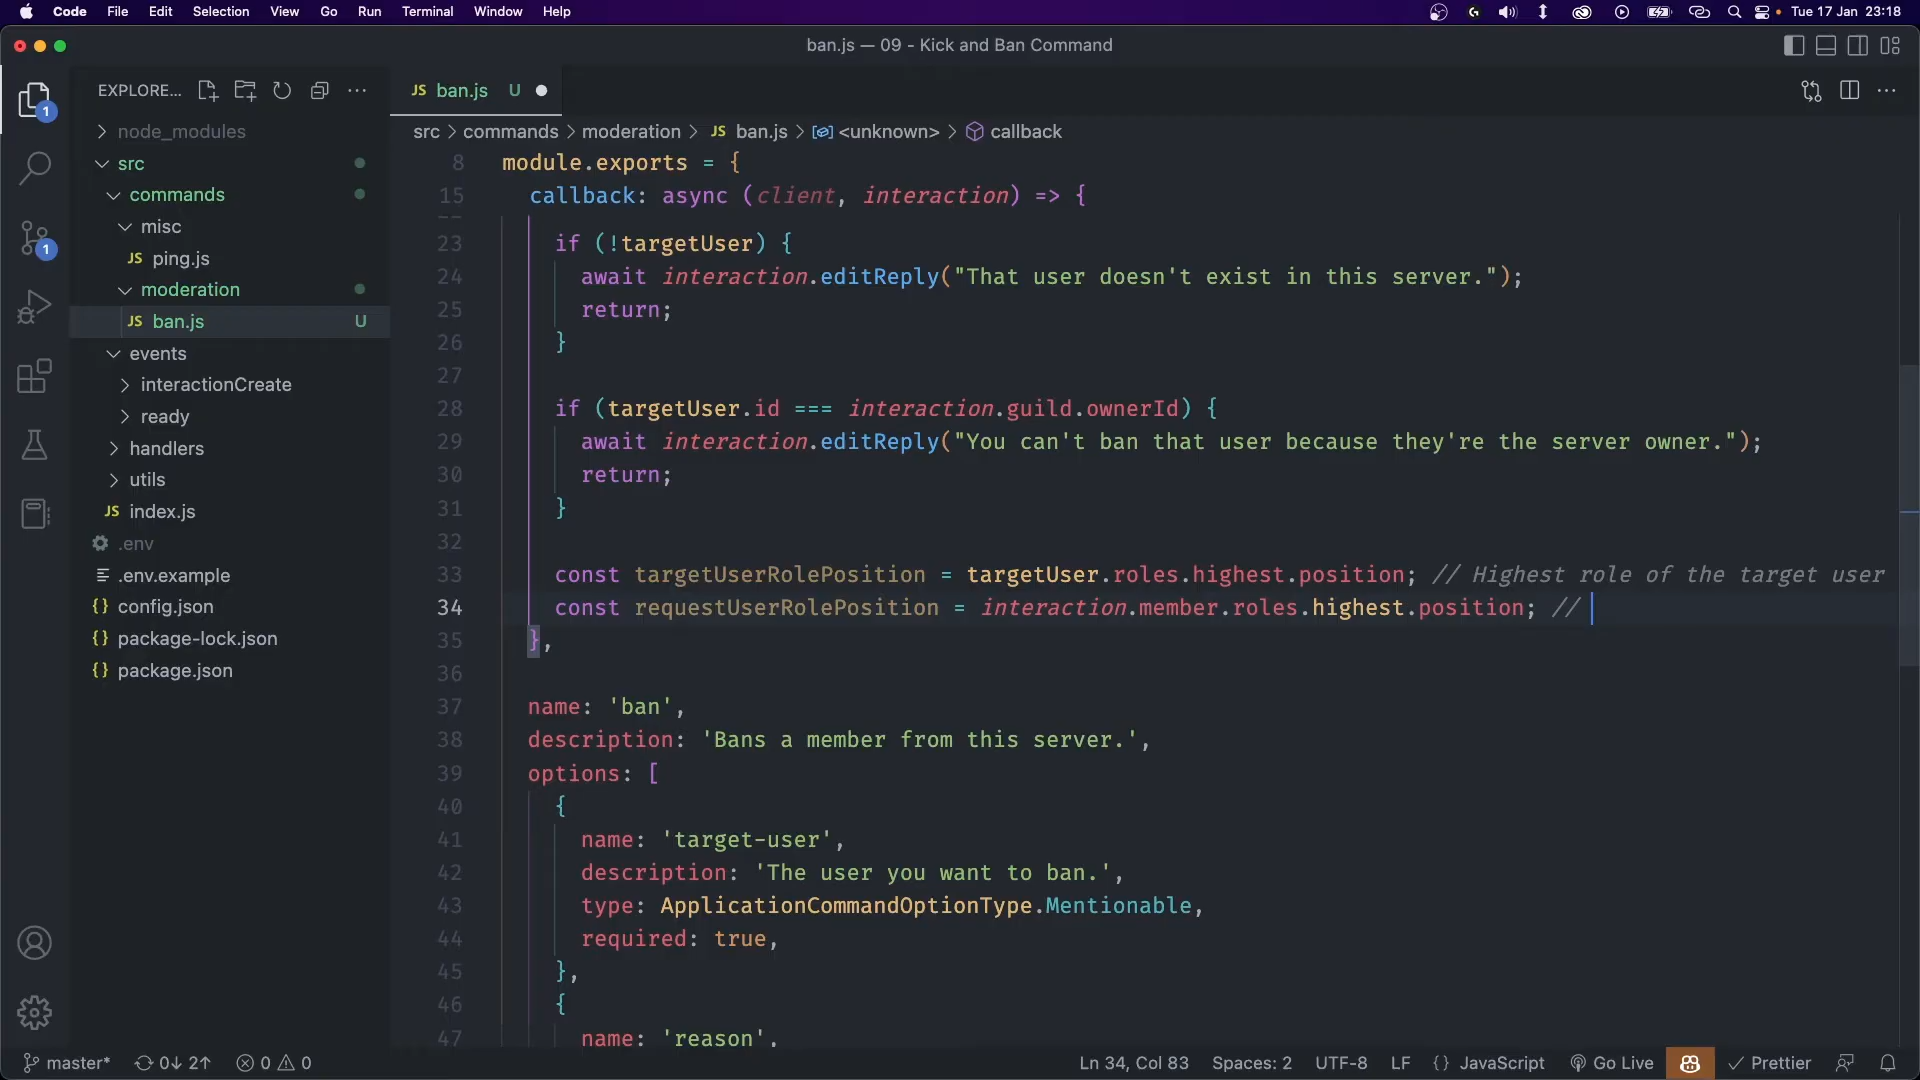 Code File Edit Selection View Go Run Terminal Window Help Tue 17 Jan 23:18
ban.js — 09 - Kick and Ban Command
EXPLORE...
JS ban.js U
src > commands > moderation > JS ban.js > <unknown> > callback
1
1
node_modules
src
commands
misc
JS ping.js
moderation
JS ban.js U
events
interactionCreate
ready
handlers
utils
JS index.js
.env
.env.example
{} config.json
{} package-lock.json
{} package.json
8 module.exports = {
15 callback: async (client, interaction) => {
23 if (!targetUser) {
24 await interaction.editReply("That user doesn't exist in this server.");
25 return;
26 }
27
28 if (targetUser.id === interaction.guild.ownerId) {
29 await interaction.editReply("You can't ban that user because they're the server owner.");
30 return;
31 }
32
33 const targetUserRolePosition = targetUser.roles.highest.position; // Highest role of the target user
34 const requestUserRolePosition = interaction.member.roles.highest.position; //
35 },
36
37 name: 'ban',
38 description: 'Bans a member from this server.',
39 options: [
40 {
41 name: 'target-user',
42 description: 'The user you want to ban.',
43 type: ApplicationCommandOptionType.Mentionable,
44 required: true,
45 },
46 {
47 name: 'reason',
master* 0↓ 2↑ 0 0 Ln 34, Col 83 Spaces: 2 UTF-8 LF {} JavaScript Go Live Prettier